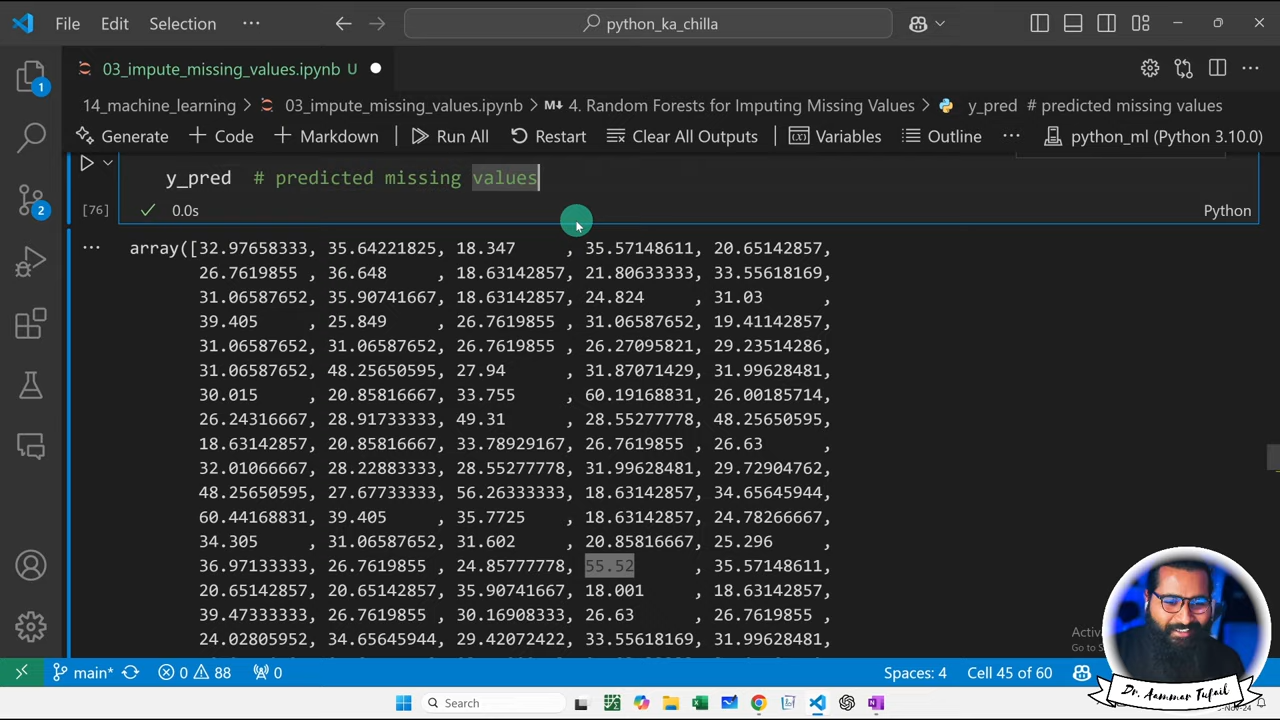 File Edit Selection ··· python_ka_chilla
03_impute_missing_values.ipynb U
14_machine_learning > 03_impute_missing_values.ipynb > M↓ 4. Random Forests for Imputing Missing Values > y_pred # predicted missing values
Generate + Code + Markdown Run All Restart Clear All Outputs Variables Outline ··· python_ml (Python 3.10.0)
y_pred # predicted missing values
[76] 0.0s Python
array([32.97658333, 35.64221825, 18.347 , 35.57148611, 20.65142857,
26.7619855 , 36.648 , 18.63142857, 21.80633333, 33.55618169,
31.06587652, 35.90741667, 18.63142857, 24.824 , 31.03 ,
39.405 , 25.849 , 26.7619855 , 31.06587652, 19.41142857,
31.06587652, 31.06587652, 26.7619855 , 26.27095821, 29.23514286,
31.06587652, 48.25650595, 27.94 , 31.87071429, 31.99628481,
30.015 , 20.85816667, 33.755 , 60.19168831, 26.00185714,
26.24316667, 28.91733333, 49.31 , 28.55277778, 48.25650595,
18.63142857, 20.85816667, 33.78929167, 26.7619855 , 26.63 ,
32.01066667, 28.22883333, 28.55277778, 31.99628481, 29.72904762,
48.25650595, 27.67733333, 56.26333333, 18.63142857, 34.65645944,
60.44168831, 39.405 , 35.7725 , 18.63142857, 24.78266667,
34.305 , 31.06587652, 31.602 , 20.85816667, 25.296 ,
36.97133333, 26.7619855 , 24.85777778, 55.52 , 35.57148611,
20.65142857, 20.65142857, 35.90741667, 18.001 , 18.63142857,
39.47333333, 26.7619855 , 30.16908333, 26.63 , 26.7619855 ,
24.02805952, 34.65645944, 29.42072422, 33.55618169, 31.99628481,
1
2
main* 0 88 0 Spaces: 4 Cell 45 of 60
Dr. Aammar Tufail
Search